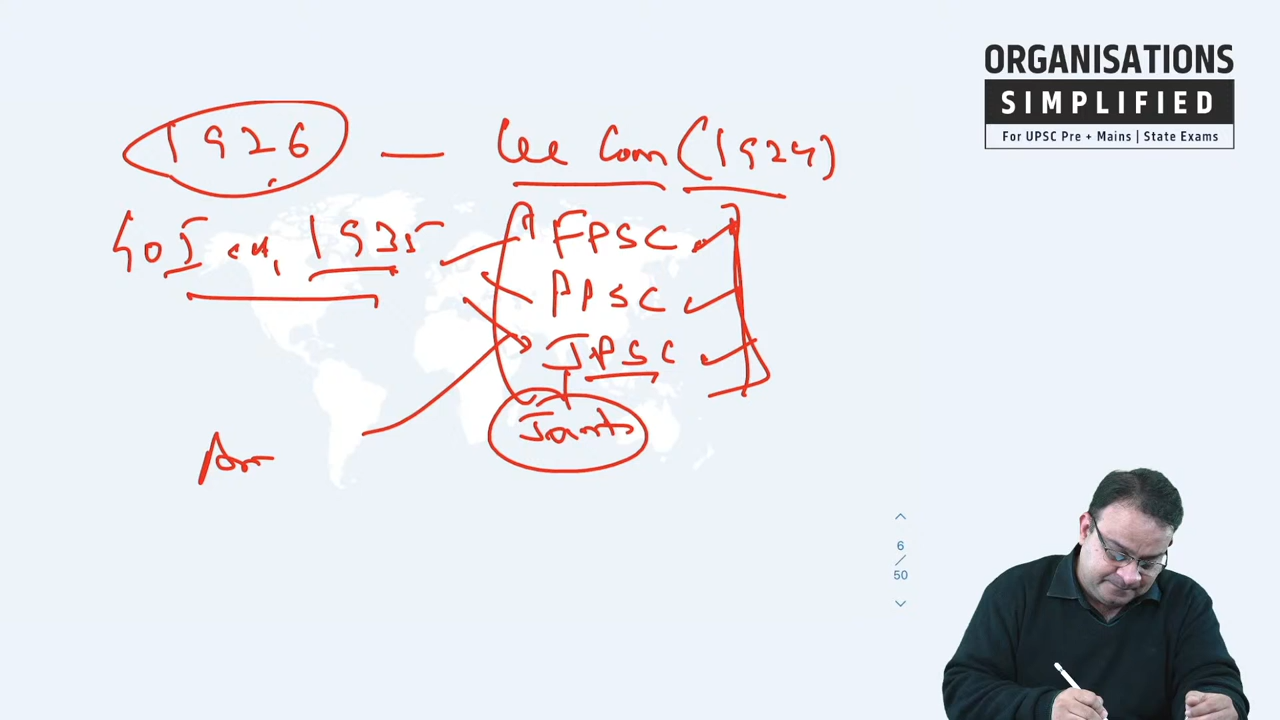 ORGANISATIONS
SIMPLIFIED
For UPSC Pre + Mains | State Exams
1926 — Lee Com (1924)
GOI 1935
FPSC
PPSC
JPSC
Joint
6
/
50